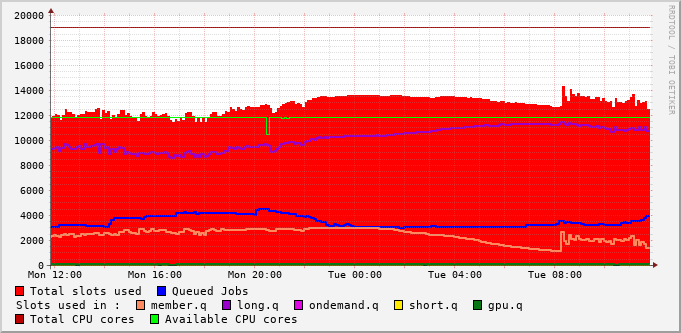 20000
18000
16000
14000
12000
10000
8000
6000
4000
2000
0
Mon 12:00 Mon 16:00 Mon 20:00 Tue 00:00 Tue 04:00 Tue 08:00
Total slots used Queued Jobs
Slots used in : member.q long.q ondemand.q short.q gpu.q
Total CPU cores Available CPU cores
RRDTOOL / TOBI OETIKER